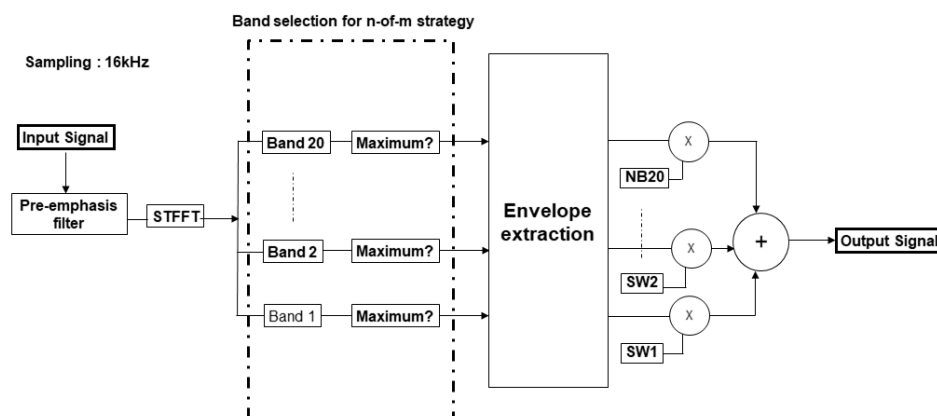 Band selection for n-of-m strategy
Sampling : 16kHz
Input Signal
Pre-emphasis
filter
STFFT
Band 20
Maximum?
Band 2
Maximum?
Band 1
Maximum?
Envelope
extraction
X
NB20
X
SW2
X
SW1
+
Output Signal